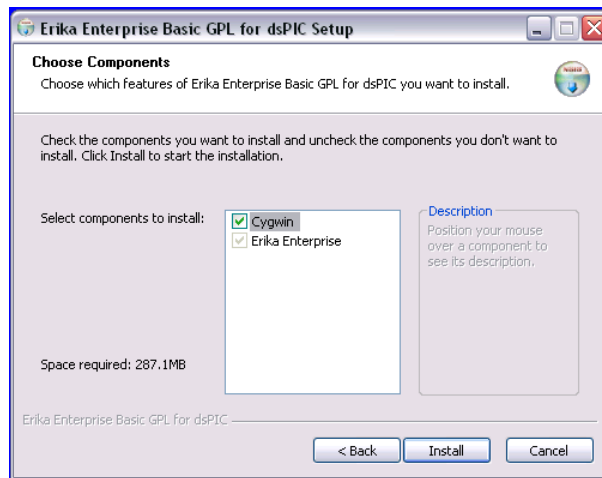 Erika Enterprise Basic GPL for dsPIC Setup
Choose Components
Choose which features of Erika Enterprise Basic GPL for dsPIC you want to install.
Check the components you want to install and uncheck the components you don't want to
install. Click Install to start the installation.
Select components to install:
Cygwin
Erika Enterprise
Description
Position your mouse
over a component to
see its description.
Space required: 287.1MB
Erika Enterprise Basic GPL for dsPIC
< Back
Install
Cancel